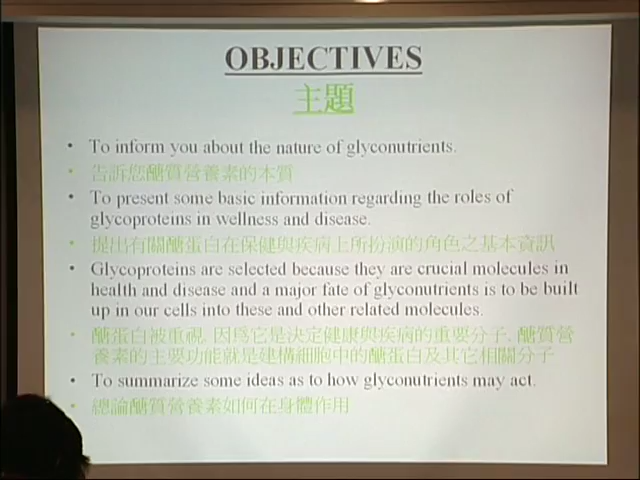 OBJECTIVES
主題
• To inform you about the nature of glyconutrients.
• 告訴您醣質營養素的本質
• To present some basic information regarding the roles of
glycoproteins in wellness and disease.
• 提出有關醣蛋白在保健與疾病上所扮演的角色之基本資訊
• Glycoproteins are selected because they are crucial molecules in
health and disease and a major fate of glyconutrients is to be built
up in our cells into these and other related molecules.
• 醣蛋白被重視, 因爲它是決定健康與疾病的重要分子、醣質營
養素的主要功能就是建構細胞中的醣蛋白及其它相關分子
• To summarize some ideas as to how glyconutrients may act.
• 總論醣質營養素如何在身體作用